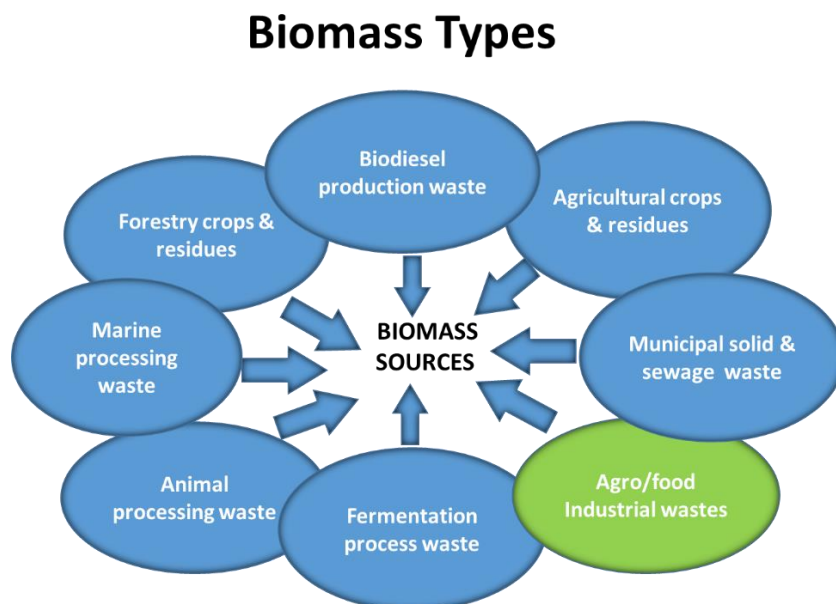 Biomass Types
Biodiesel
production waste
Agricultural crops
& residues
Forestry crops &
residues
Marine
processing
waste
BIOMASS
SOURCES
Municipal solid &
sewage waste
Animal
processing waste
Fermentation
process waste
Agro/food
Industrial wastes